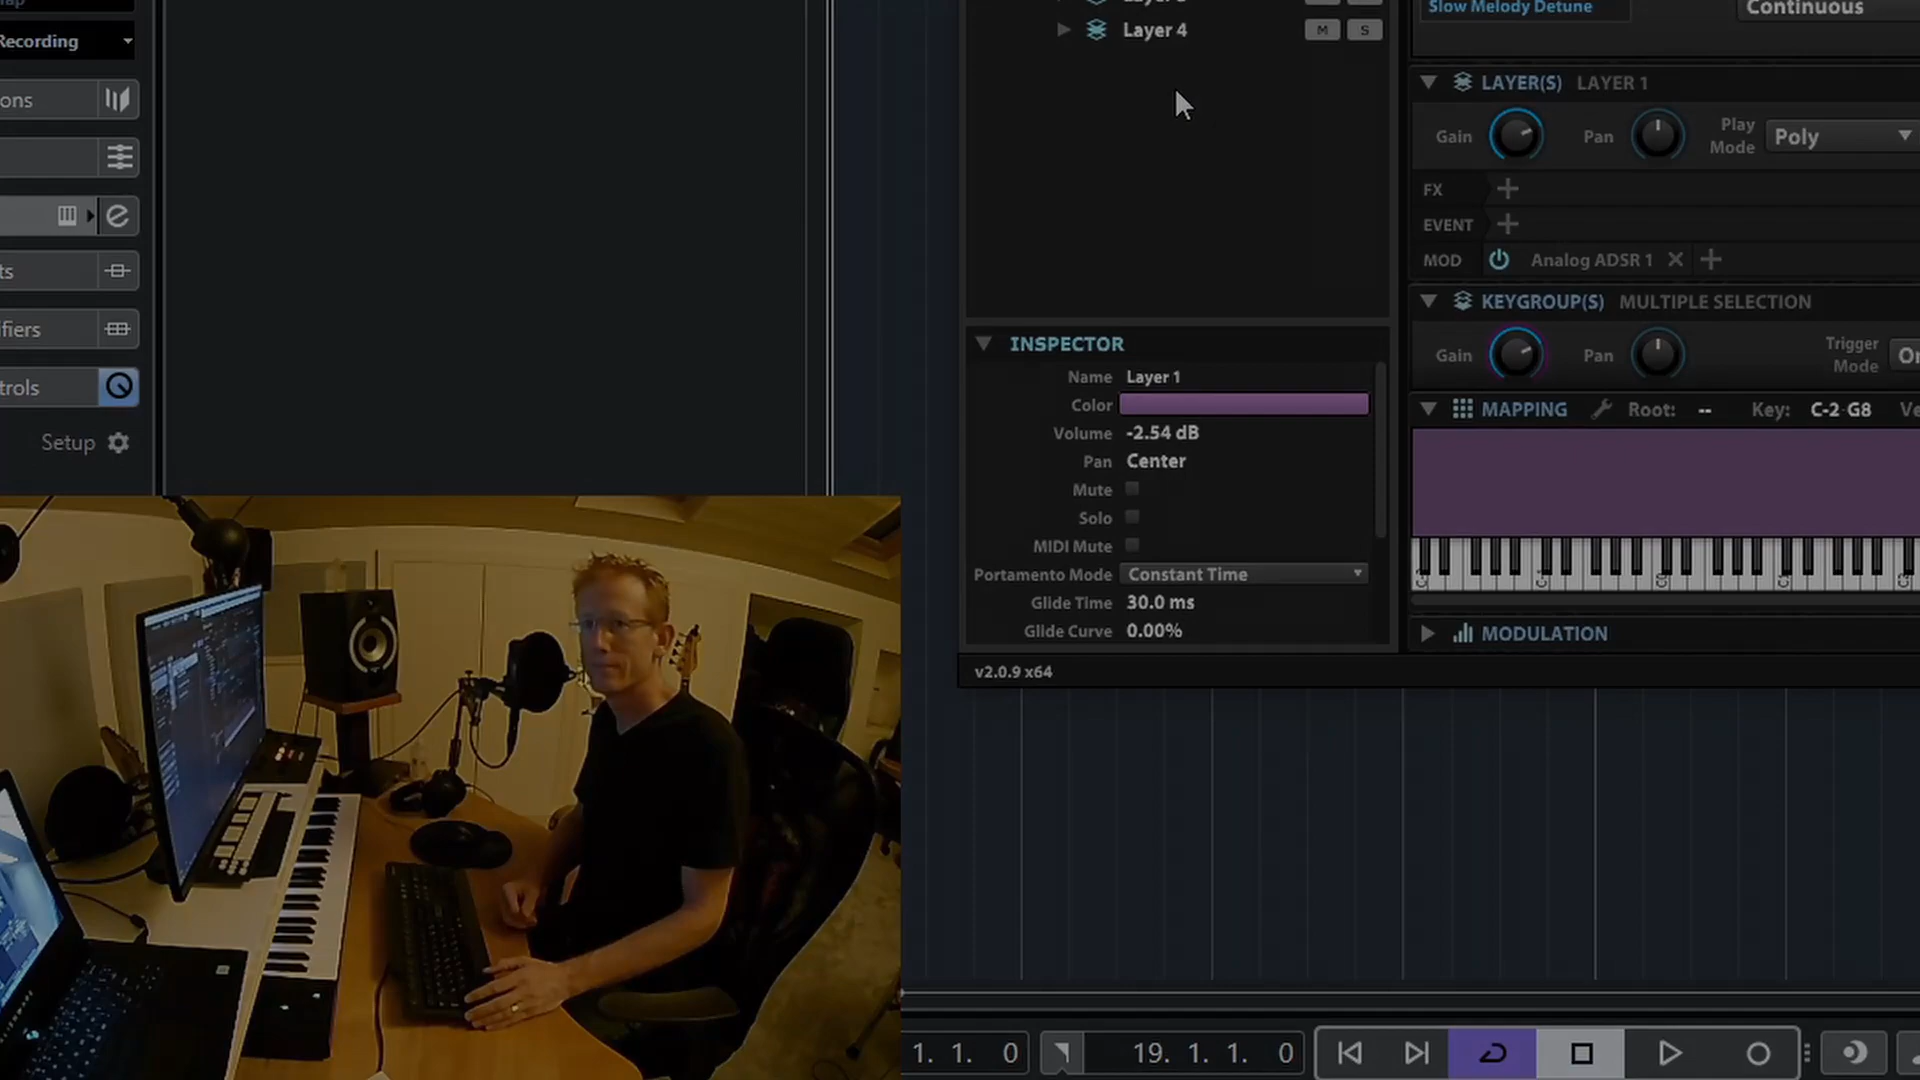 Recording
ons
ts
fiers
trols
Setup
Layer 4
M S
Slow Melody Detune
Continuous
LAYER(S) LAYER 1
Gain
Pan
Play Mode
Poly
FX
EVENT
MOD Analog ADSR 1
KEYGROUP(S) MULTIPLE SELECTION
Gain
Pan
Trigger Mode
INSPECTOR
Name Layer 1
Color
Volume -2.54 dB
Pan Center
Mute
Solo
MIDI Mute
Portamento Mode Constant Time
Glide Time 30.0 ms
Glide Curve 0.00%
MAPPING Root: -- Key: C-2 G8
MODULATION
v2.0.9 x64
1. 1. 0
19. 1. 1. 0